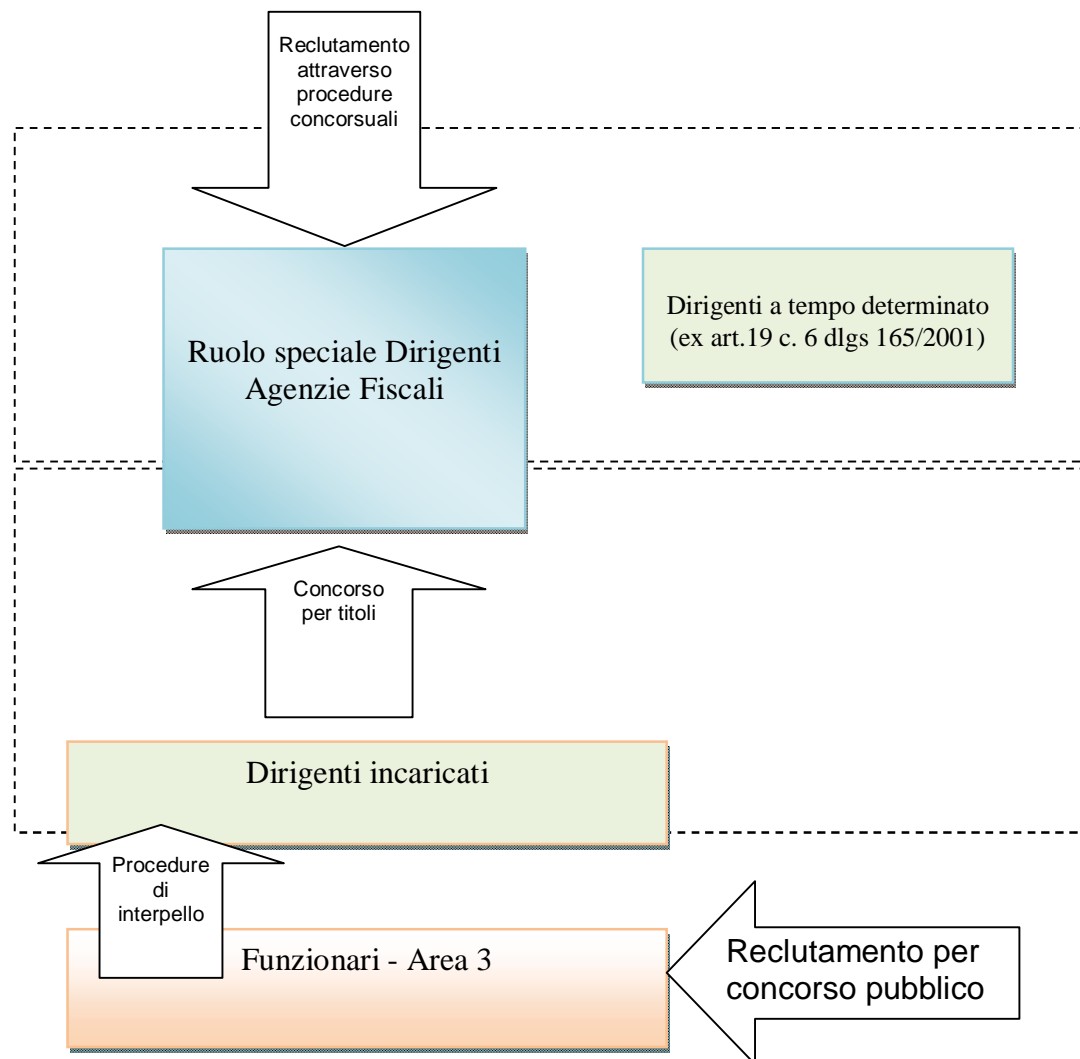 Reclutamento
attraverso
procedure
concorsuali
Ruolo speciale Dirigenti
Agenzie Fiscali
Dirigenti a tempo determinato
(ex art.19 c. 6 dlgs 165/2001)
Concorso
per titoli
Dirigenti incaricati
Procedure
di
interpello
Funzionari - Area 3
Reclutamento per
concorso pubblico